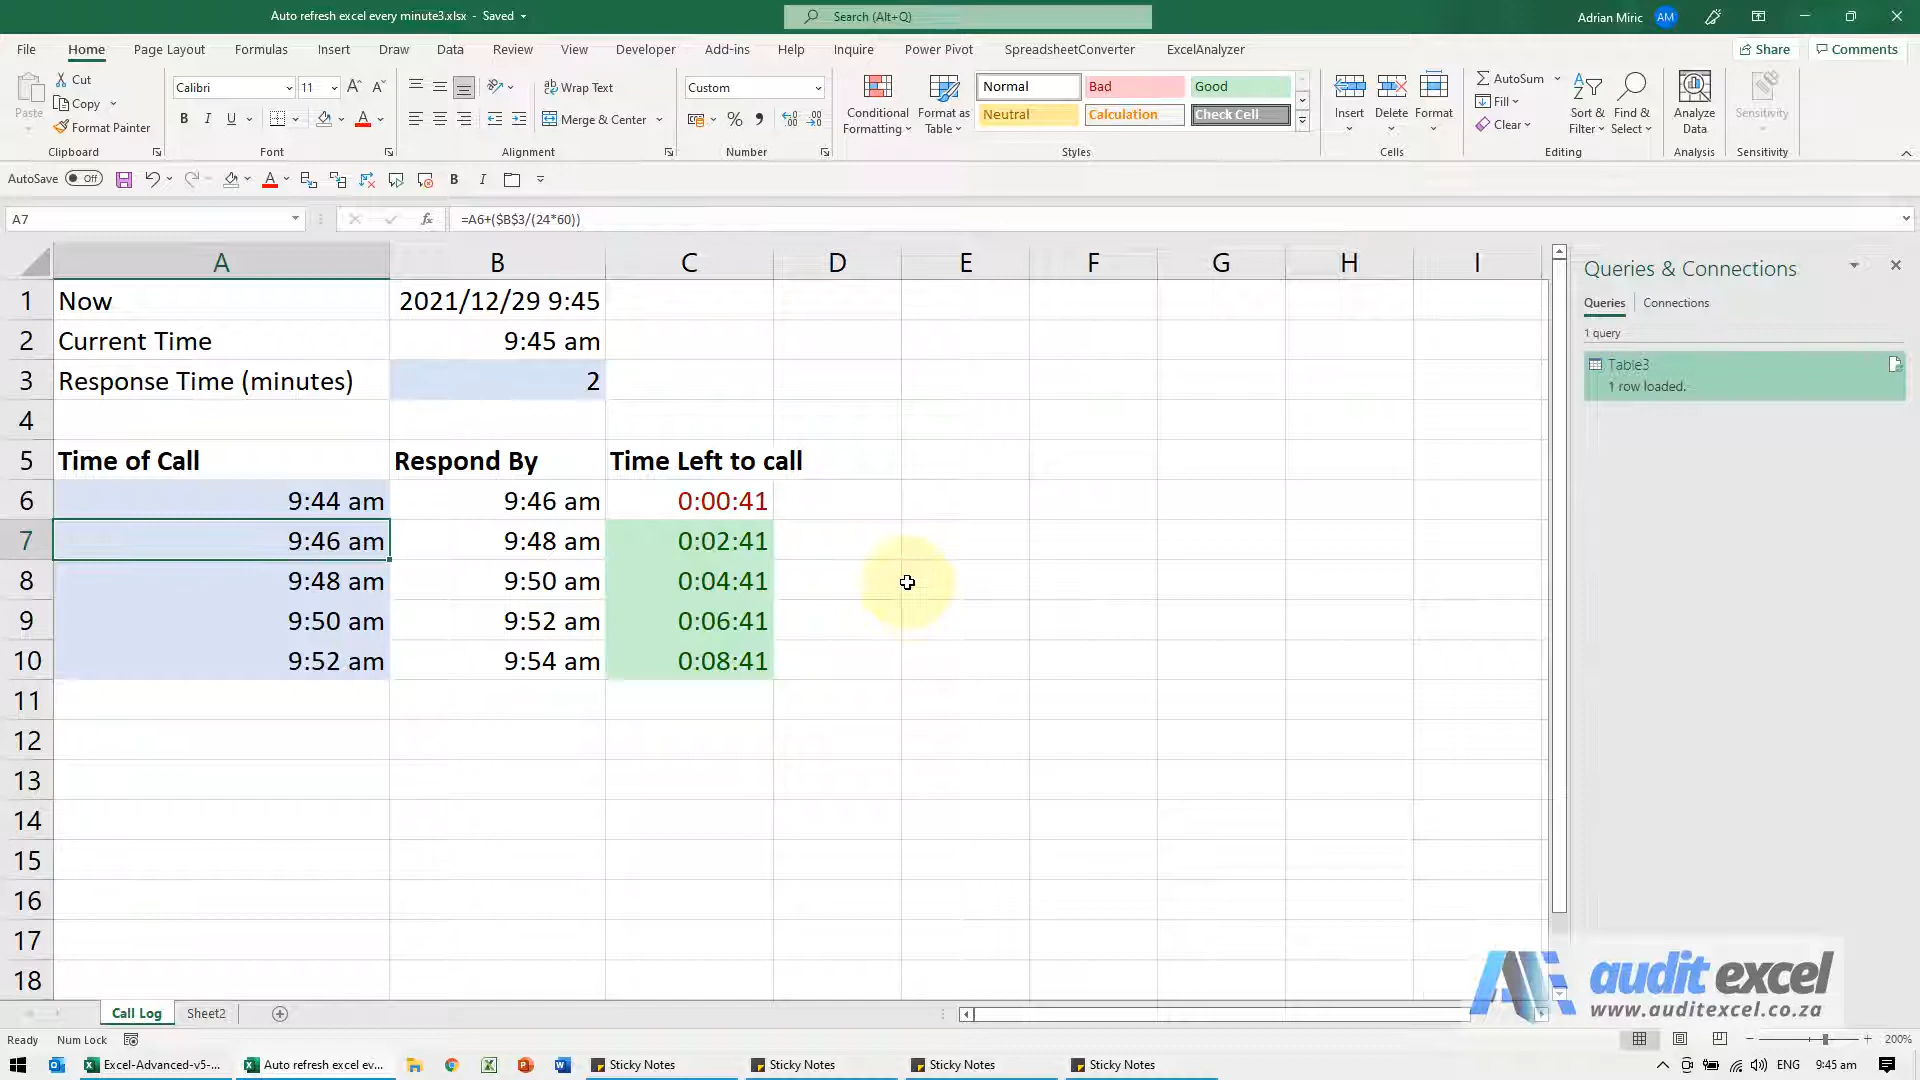 Auto refresh excel every minute3.xlsx - Saved
Search (Alt+Q)
Adrian Miric AM
File Home Page Layout Formulas Insert Draw Data Review View Developer Add-ins Help Inquire Power Pivot SpreadsheetConverter ExcelAnalyzer Share Comments
Paste
Cut
Copy
Format Painter
Clipboard
Calibri 11
B I U A
Font
Wrap Text
Merge & Center
Alignment
Custom
%
Number
Conditional Formatting
Format as Table
Normal Bad Good
Neutral Calculation Check Cell
Styles
Insert Delete Format
Cells
AutoSum
Fill
Clear
Sort & Filter
Find & Select
Editing
Analyze Data
Analysis
Sensitivity
Sensitivity
AutoSave Off
A7 fx =A6+($B$3/(24*60))
A B C D E F G H I
1 Now 2021/12/29 9:45
2 Current Time 9:45 am
3 Response Time (minutes) 2
4
5 Time of Call Respond By Time Left to call
6 9:44 am 9:46 am 0:00:41
7 9:46 am 9:48 am 0:02:41
8 9:48 am 9:50 am 0:04:41
9 9:50 am 9:52 am 0:06:41
10 9:52 am 9:54 am 0:08:41
11
12
13
14
15
16
17
18
Queries & Connections
Queries Connections
1 query
Table3
1 row loaded.
audit excel
www.auditexcel.co.za
Call Log Sheet2
Ready Num Lock 200%
Excel-Advanced-v5-... Auto refresh excel ev... Sticky Notes Sticky Notes Sticky Notes Sticky Notes ENG 9:45 am